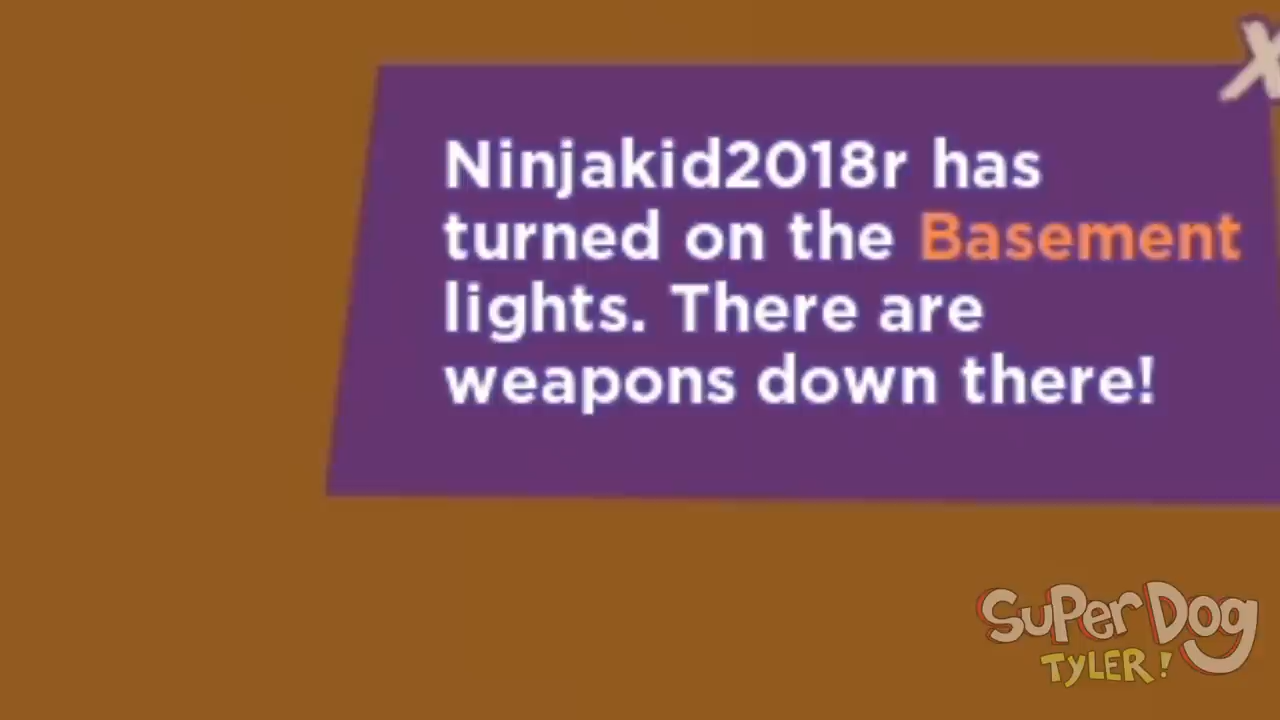 X
Ninjakid2018r has
turned on the Basement
lights. There are
weapons down there!
SuPer Dog
TYLER!